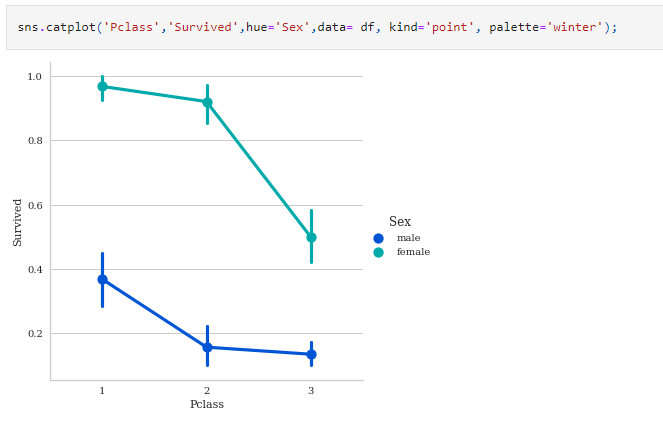 sns.catplot('Pclass','Survived',hue='Sex',data= df, kind='point', palette='winter');
1.0
0.8
0.6
0.4
0.2
Survived
1 2 3
Pclass
Sex
male
female